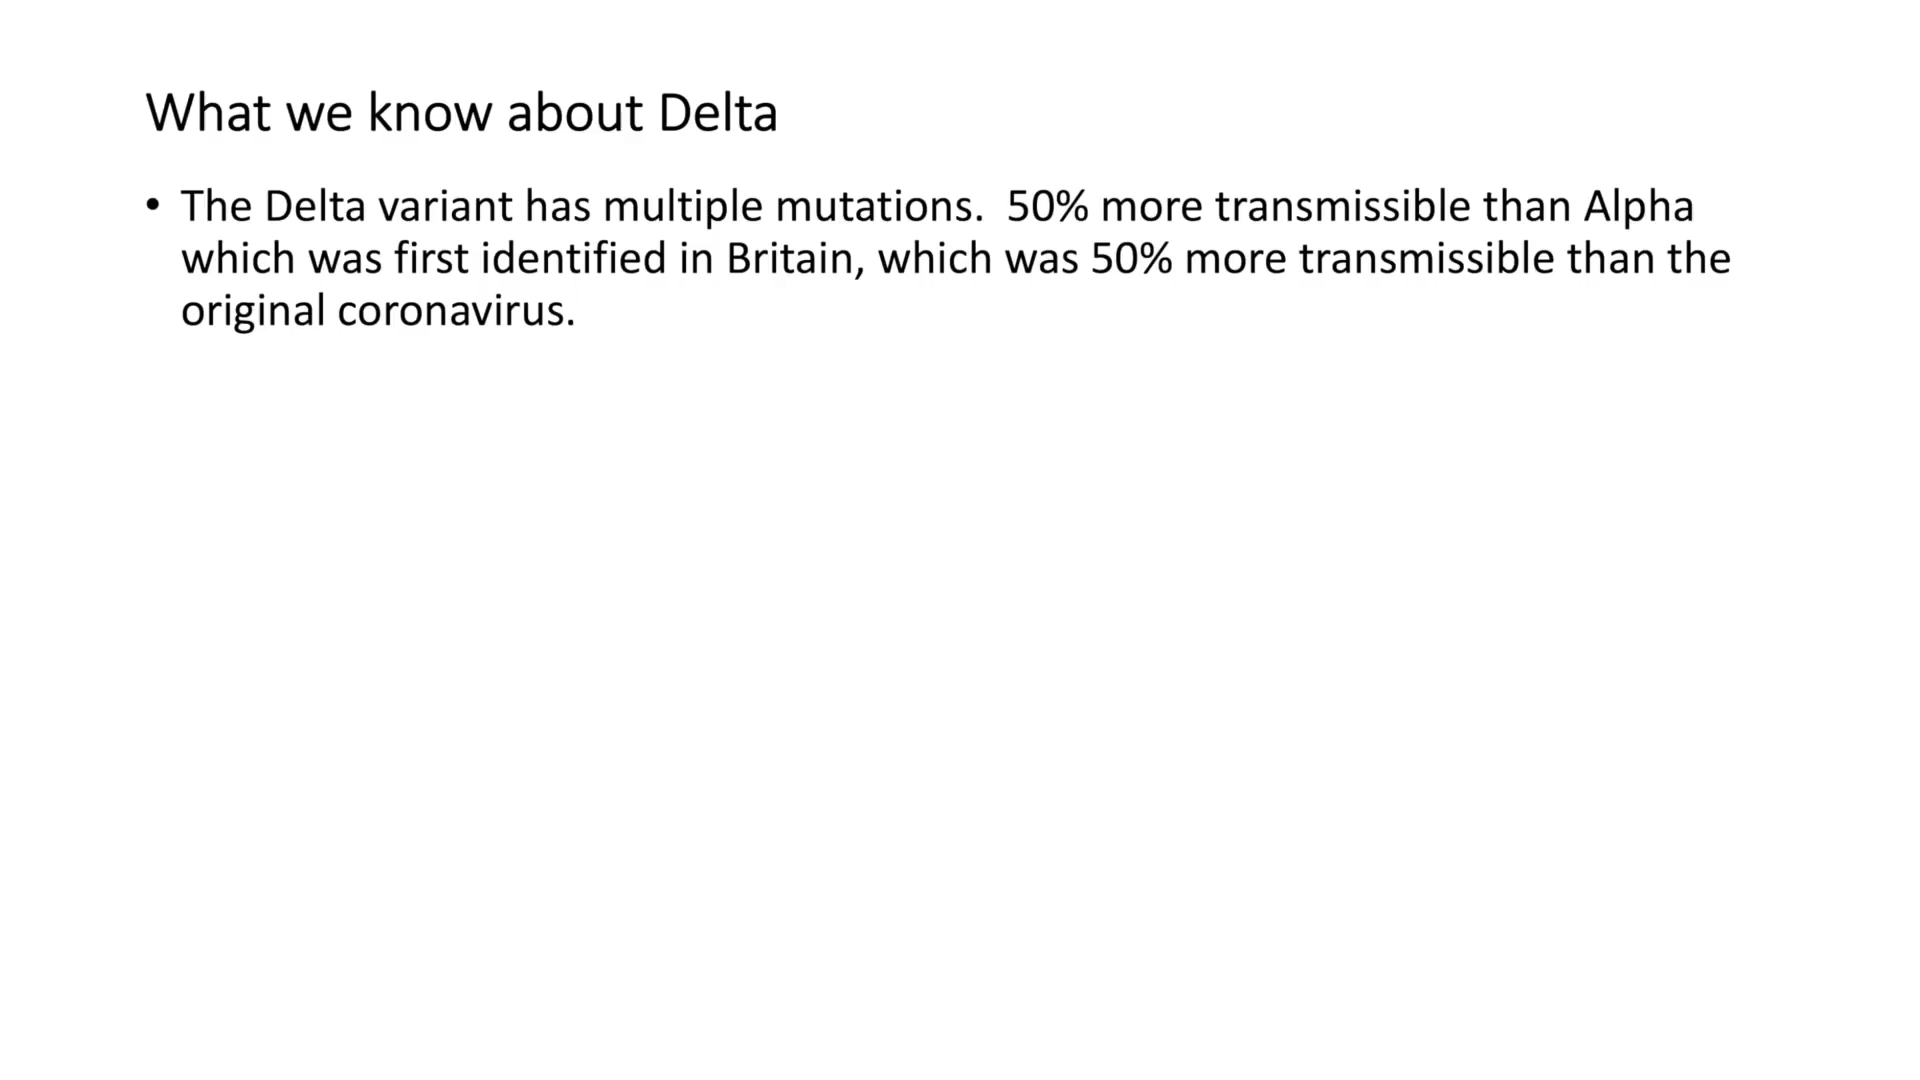 What we know about Delta
• The Delta variant has multiple mutations.  50% more transmissible than Alpha
which was first identified in Britain, which was 50% more transmissible than the
original coronavirus.